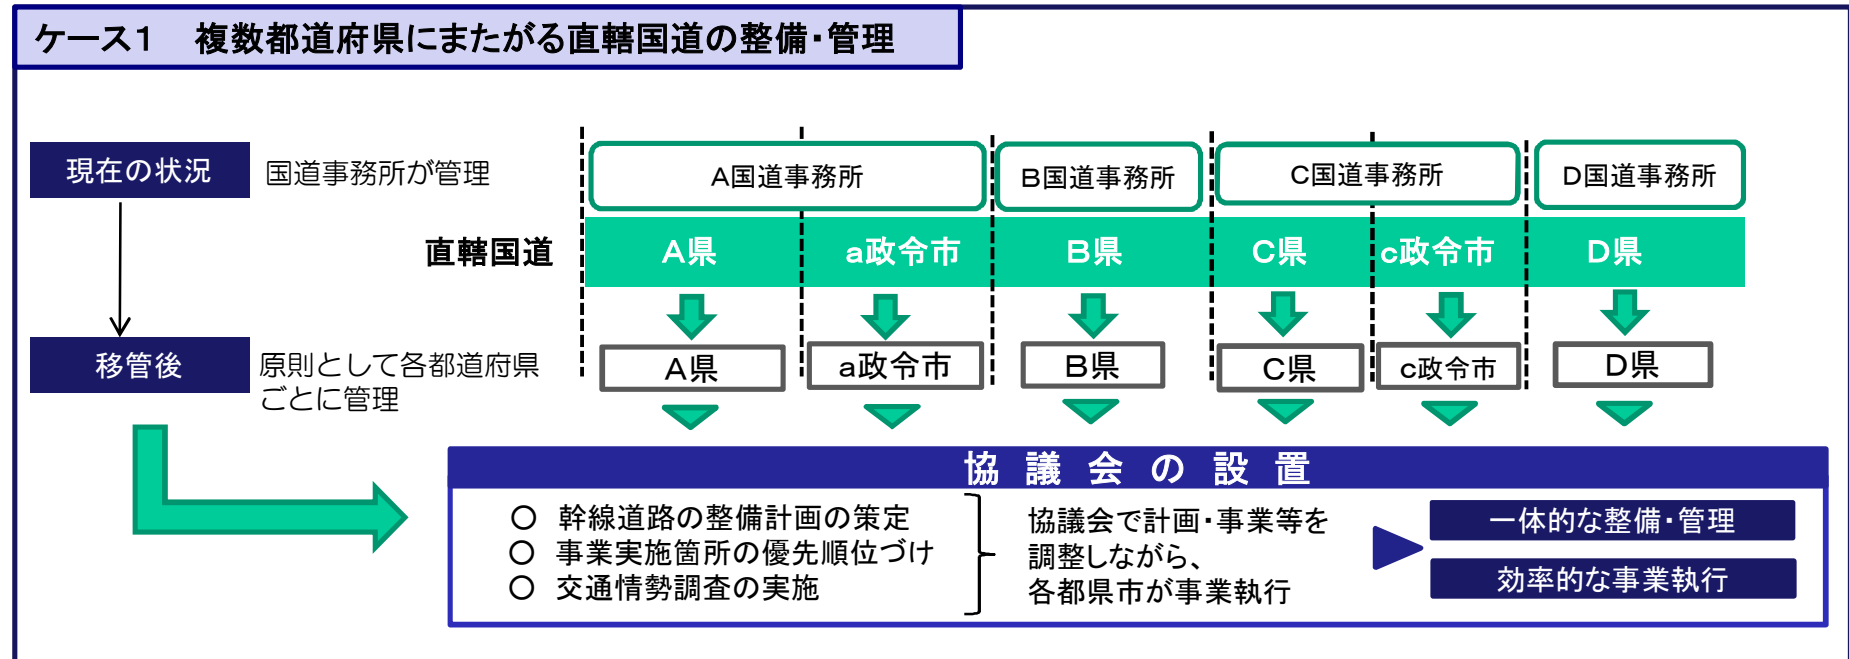 ケース1　複数都道府県にまたがる直轄国道の整備・管理
現在の状況
国道事務所が管理
A国道事務所
B国道事務所
C国道事務所
D国道事務所
直轄国道
A県
a政令市
B県
C県
c政令市
D県
移管後
原則として各都道府県
ごとに管理
A県
a政令市
B県
C県
c政令市
D県
協議会の設置
○ 幹線道路の整備計画の策定
○ 事業実施箇所の優先順位づけ
○ 交通情勢調査の実施
協議会で計画・事業等を
調整しながら、
各都県市が事業執行
一体的な整備・管理
効率的な事業執行